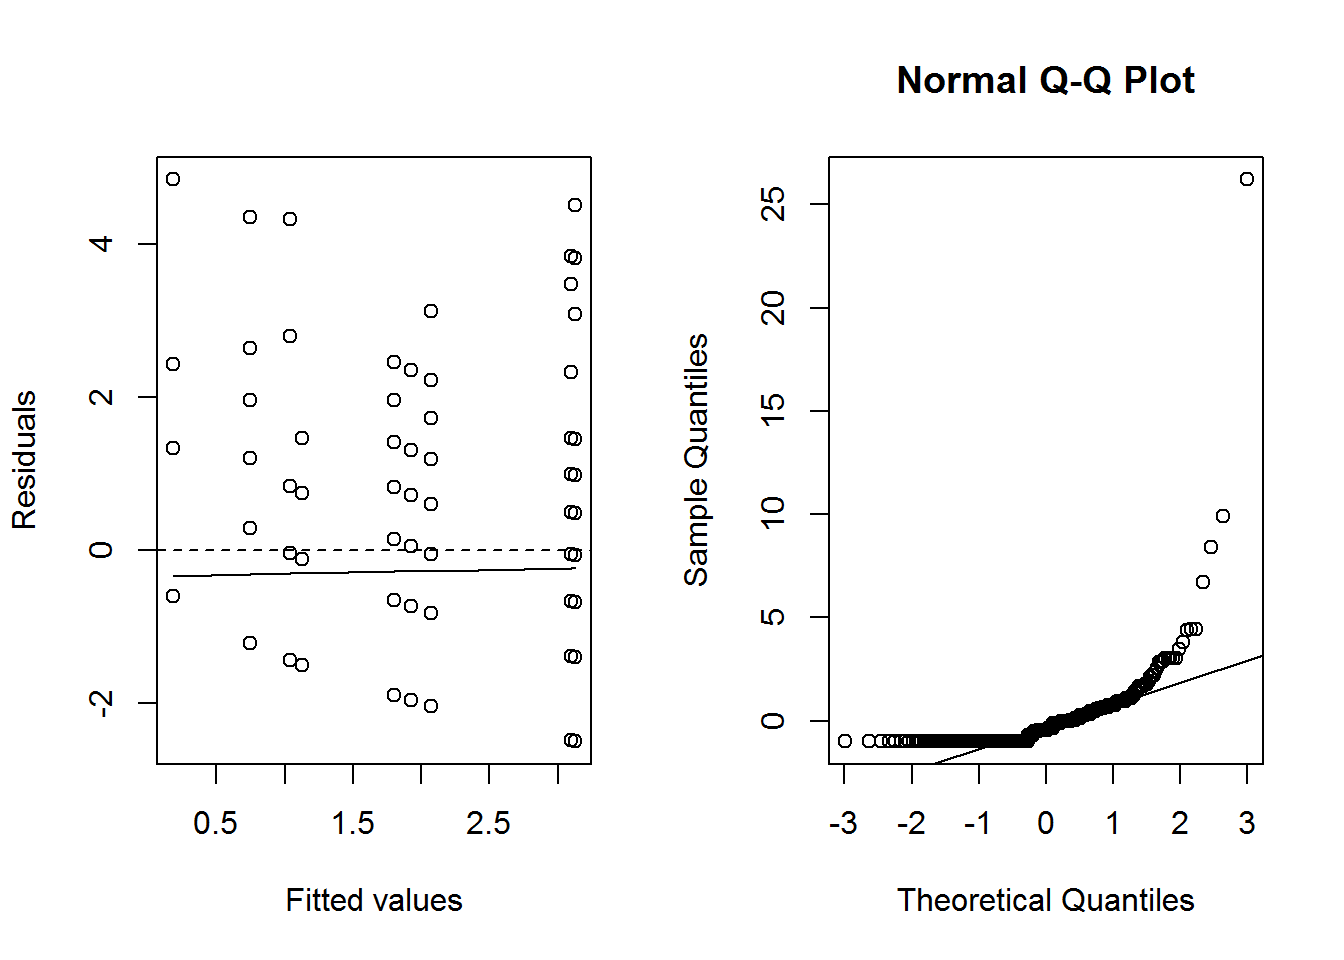 Residuals
4
2
0
-2
0.5 1.5 2.5
Fitted values
Normal Q-Q Plot
Sample Quantiles
25
20
15
10
5
0
-3 -2 -1 0 1 2 3
Theoretical Quantiles